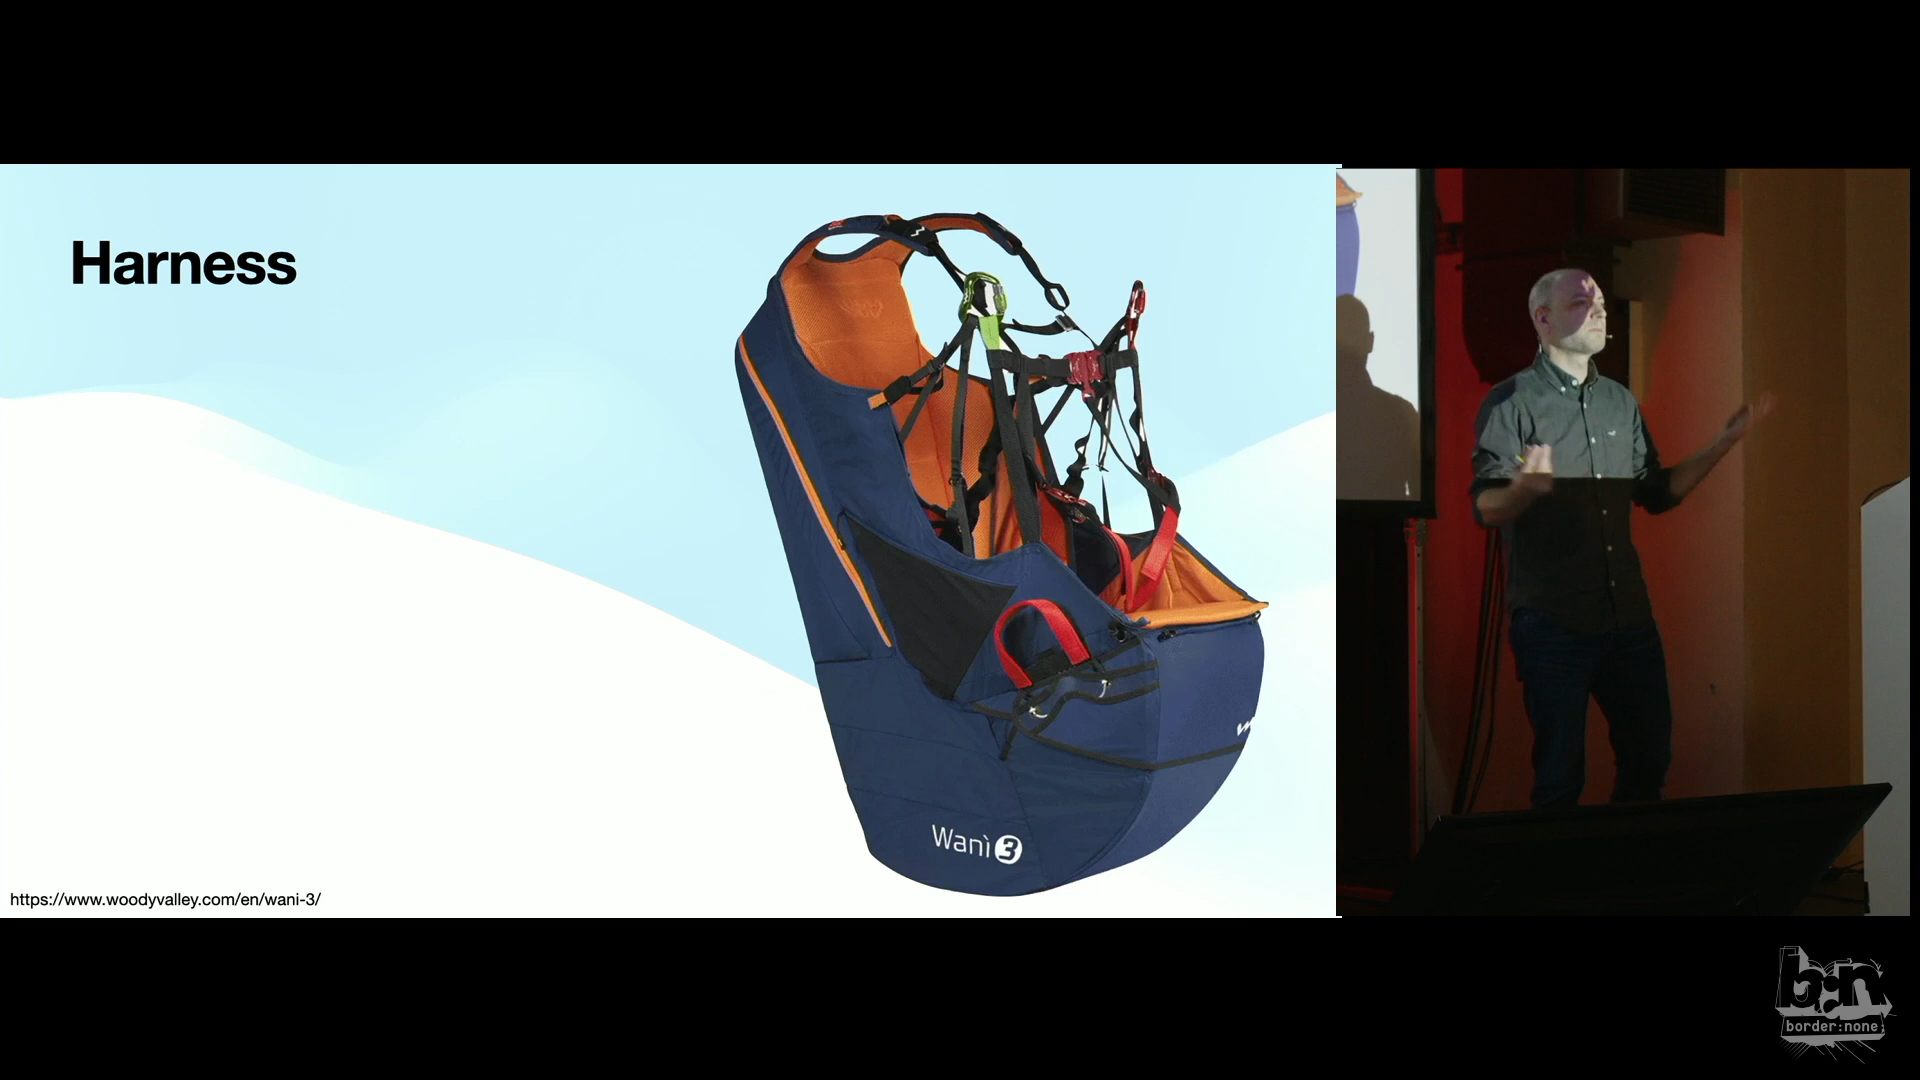 Harness
Wanì 3
https://www.woodyvalley.com/en/wani-3/
b:n
border:none